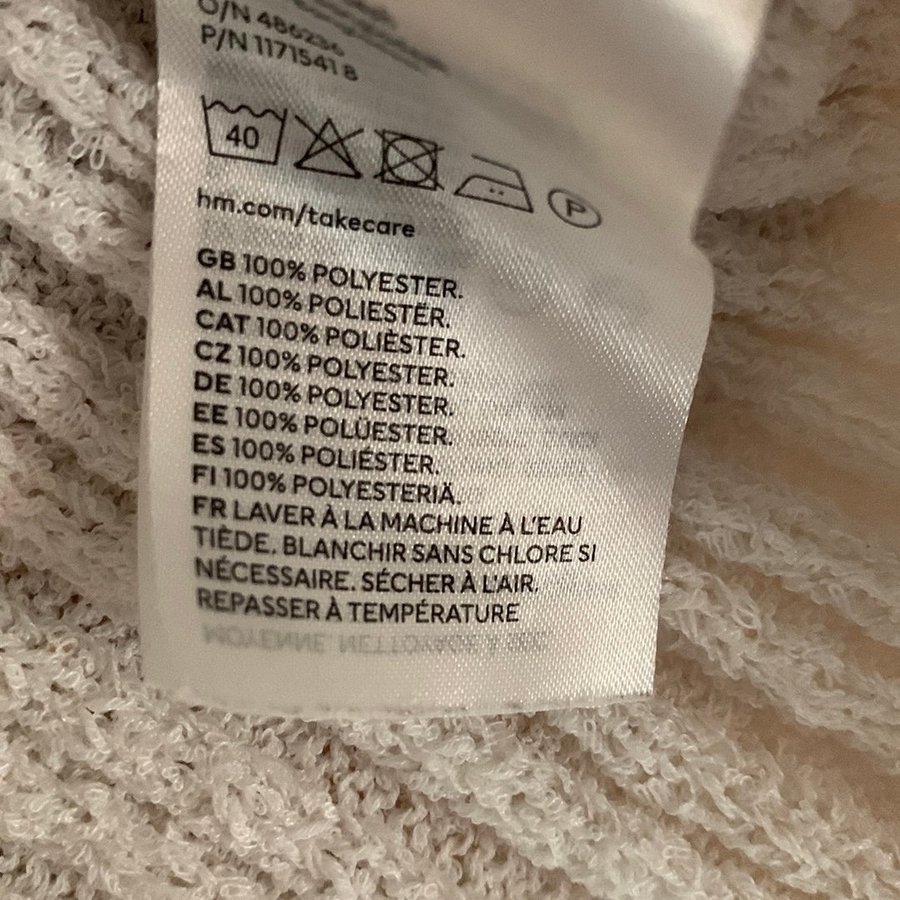 O/N 486236
P/N 1171541 8
40
P
hm.com/takecare
GB 100% POLYESTER.
AL 100% POLIESTËR.
CAT 100% POLIÈSTER.
CZ 100% POLYESTER.
DE 100% POLYESTER.
EE 100% POLÜESTER.
ES 100% POLIÉSTER.
FI 100% POLYESTERIÄ.
FR LAVER À LA MACHINE À L'EAU
TIÈDE. BLANCHIR SANS CHLORE SI
NÉCESSAIRE. SÉCHER À L'AIR.
REPASSER À TEMPÉRATURE